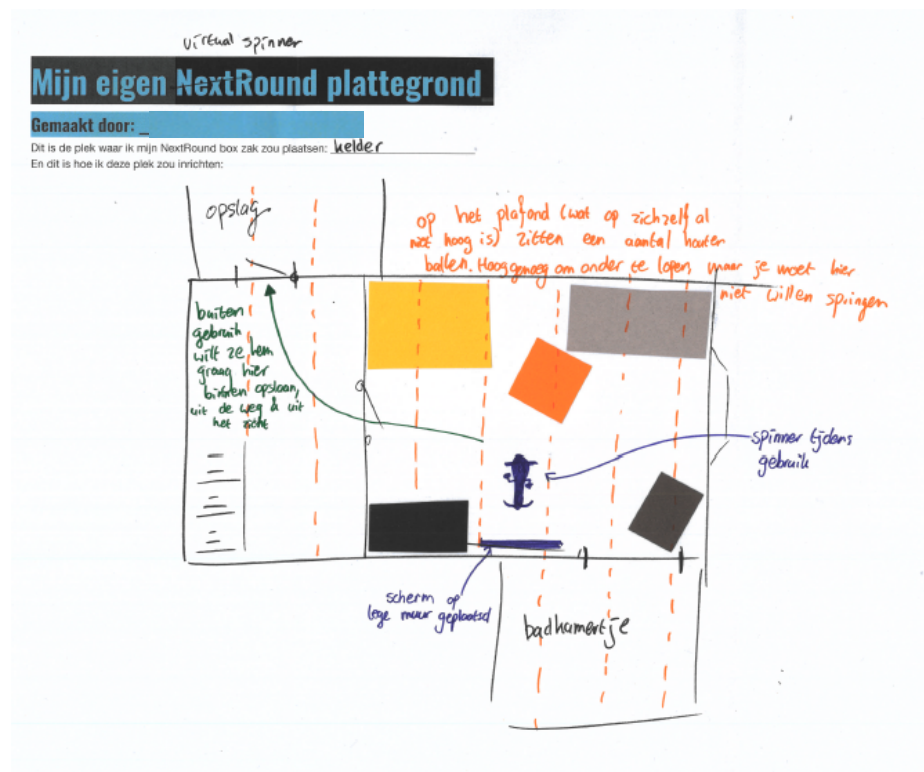 virtual spinner
Mijn eigen NextRound plattegrond
Gemaakt door: _
Dit is de plek waar ik mijn NextRound box zak zou plaatsen: kelder
En dit is hoe ik deze plek zou inrichten:
opslag
op het plafond (wat op zichzelf al
niet hoog is) zitten een aantal houten
balken. Hoog genoeg om onder te lopen, maar je moet hier
niet willen springen
buiten
gebruik
wilt ze hem
graag hier
binnen opslaan,
uit de weg & uit
het zicht
spinner tijdens
gebruik
scherm op
lege muur geplaatst
badkamertje